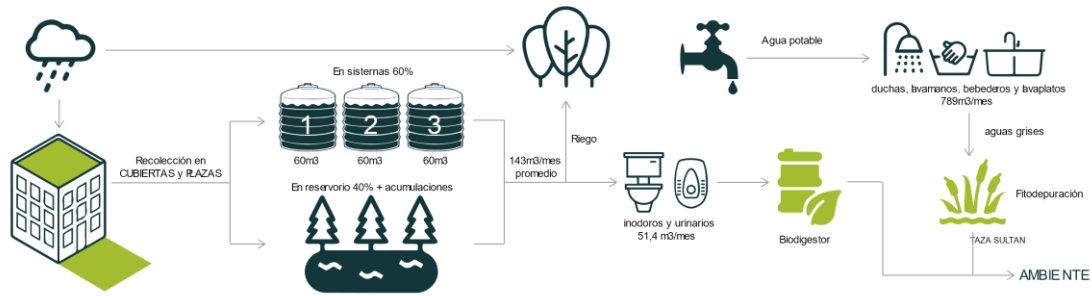 Agua potable
En sisternas 60%
1
2
3
60m3
60m3
60m3
Recolección en
CUBIERTAS y PLAZAS
En reservorio 40% + acumulaciones
143m3/mes
promedio
Riego
inodoros y urinarios
51,4 m3/mes
Biodigestor
duchas, lavamanos, bebederos y lavaplatos
789m3/mes
aguas grises
Fitodepuración
TAZA SULTAN
AMBIENTE